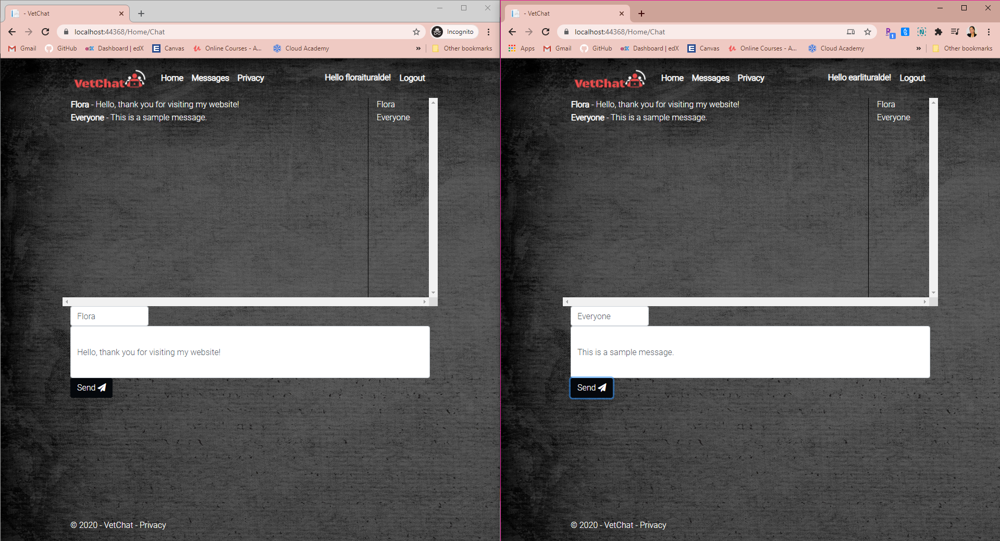 - VetChat
localhost:44368/Home/Chat
Incognito
Gmail
GitHub
edX
Dashboard | edX
E
Canvas
Online Courses - A...
Cloud Academy
»
Other bookmarks
VetChat
Home
Messages
Privacy
Hello floraituralde!
Logout
Flora - Hello, thank you for visiting my website!
Everyone - This is a sample message.
Flora
Everyone
Flora
Hello, thank you for visiting my website!
Send
© 2020 - VetChat - Privacy
- VetChat
localhost:44368/Home/Chat
R
1
t
N
Apps
Gmail
GitHub
edX
Dashboard | edX
E
Canvas
Online Courses - A...
Cloud Academy
»
Other bookmarks
VetChat
Home
Messages
Privacy
Hello earlituralde!
Logout
Flora - Hello, thank you for visiting my website!
Everyone - This is a sample message.
Flora
Everyone
Everyone
This is a sample message.
Send
© 2020 - VetChat - Privacy